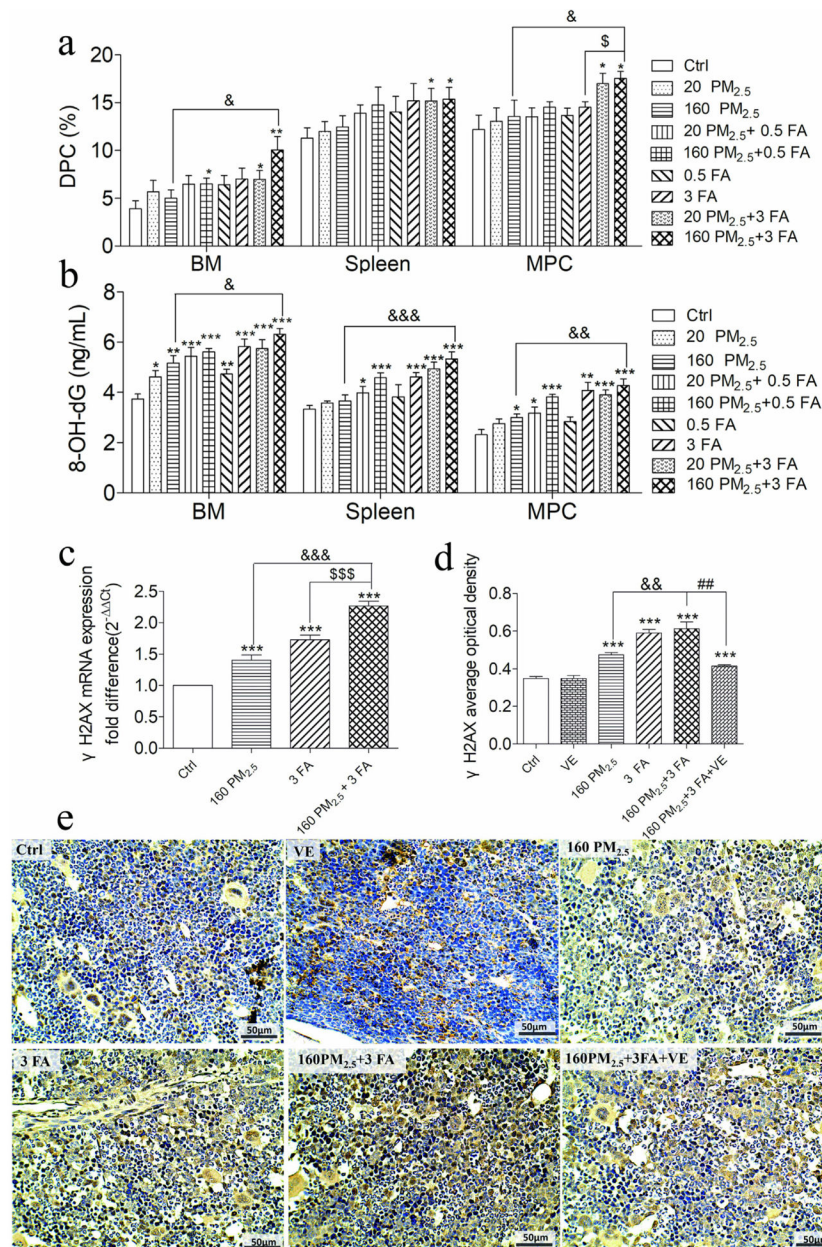 a
DPC (%)
20
15
10
5
0
&
*
*
**
*
*
&
$
*
*
BM
Spleen
MPC
Ctrl
20 PM2.5
160 PM2.5
20 PM2.5+ 0.5 FA
160 PM2.5+0.5 FA
0.5 FA
3 FA
20 PM2.5+3 FA
160 PM2.5+3 FA
b
8-OH-dG (ng/mL)
8
6
4
2
0
&
*
**
***
***
**
***
***
***
&&&
*
***
***
***
***
&&
*
*
***
**
***
***
BM
Spleen
MPC
Ctrl
20 PM2.5
160 PM2.5
20 PM2.5+ 0.5 FA
160 PM2.5+0.5 FA
0.5 FA
3 FA
20 PM2.5+3 FA
160 PM2.5+3 FA
c
γ H2AX mRNA expression
fold difference(2-ΔΔCt)
2.5
2.0
1.5
1.0
0.5
0.0
&&&
$$$
***
***
***
Ctrl
160 PM2.5
3 FA
160 PM2.5 + 3 FA
d
γ H2AX average opitical density
0.8
0.6
0.4
0.2
0.0
&&
##
***
***
***
***
Ctrl
VE
160 PM2.5
3 FA
160 PM2.5+3 FA
160 PM2.5+3 FA+VE
e
Ctrl
50μm
VE
50μm
160 PM2.5
50μm
3 FA
50μm
160PM2.5+3 FA
50μm
160PM2.5+3FA+VE
50μm